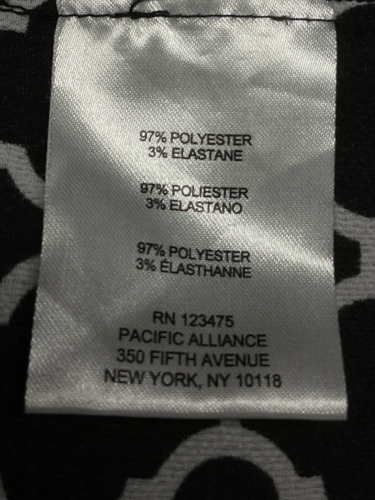 97% POLYESTER
3% ELASTANE
97% POLIESTER
3% ELASTANO
97% POLYESTER
3% ÉLASTHANNE
RN 123475
PACIFIC ALLIANCE
350 FIFTH AVENUE
NEW YORK, NY 10118